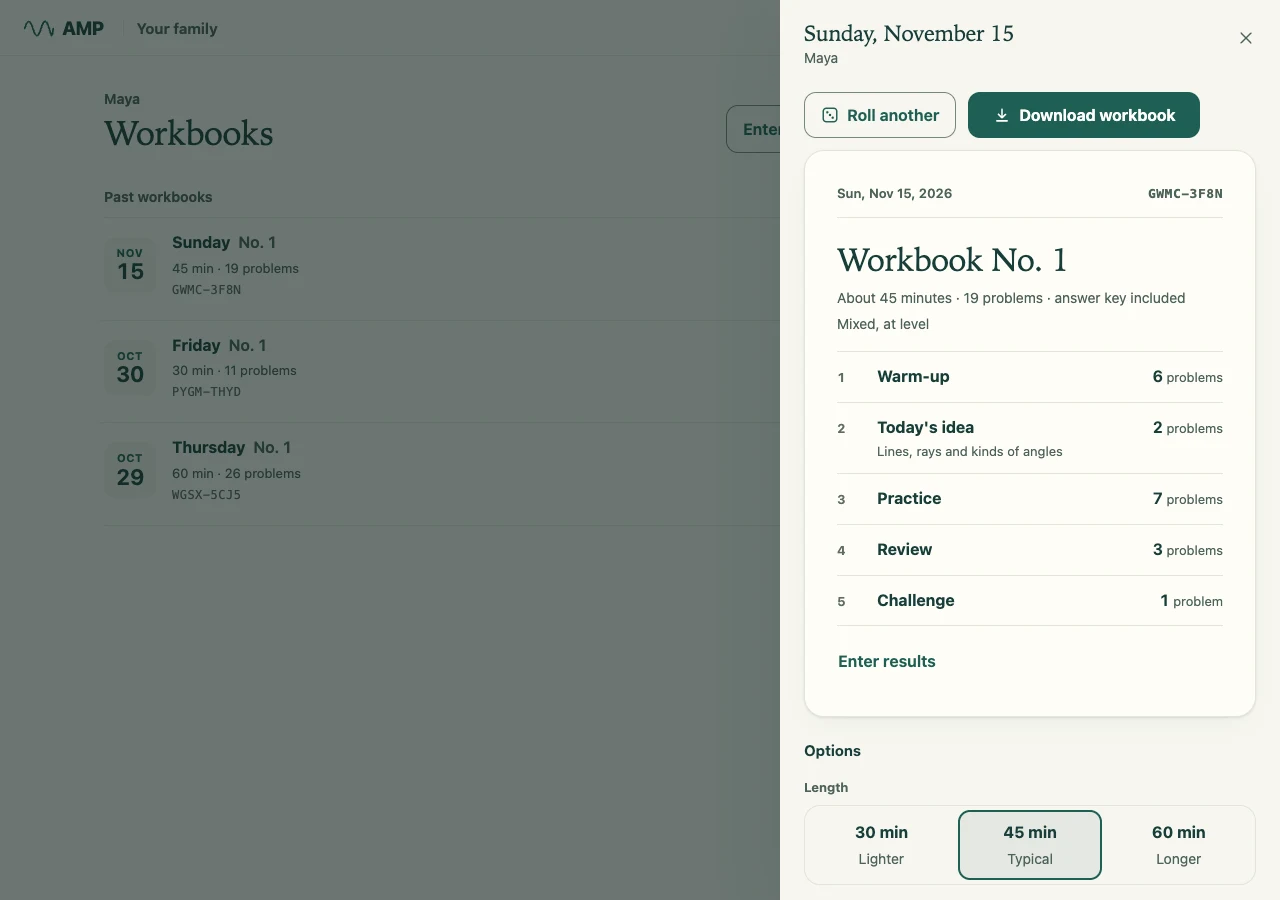 AMP
Your family
Maya
Workbooks
Past workbooks
NOV
15
Sunday No. 1
45 min · 19 problems
GWMC–3F8N
OCT
30
Friday No. 1
30 min · 11 problems
PYGM–THYD
OCT
29
Thursday No. 1
60 min · 26 problems
WGSX–5CJ5
Sunday, November 15
Maya
Roll another
Download workbook
Sun, Nov 15, 2026
GWMC–3F8N
Workbook No. 1
About 45 minutes · 19 problems · answer key included
Mixed, at level
1 Warm-up 6 problems
2 Today's idea 2 problems
Lines, rays and kinds of angles
3 Practice 7 problems
4 Review 3 problems
5 Challenge 1 problem
Enter results
Options
Length
30 min
Lighter
45 min
Typical
60 min
Longer